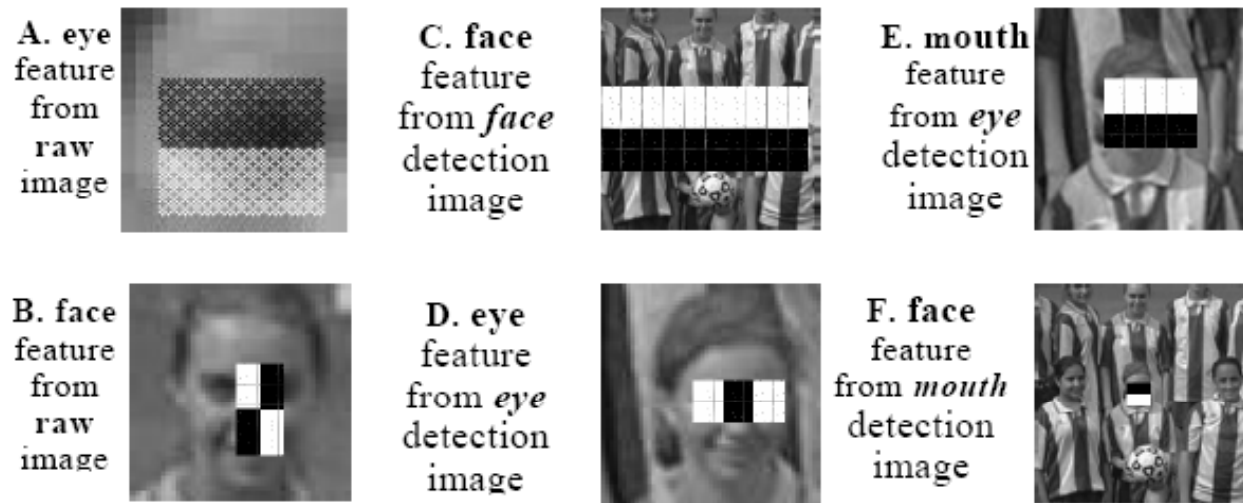 A. eye
feature
from
raw
image
B. face
feature
from
raw
image
C. face
feature
from face
detection
image
D. eye
feature
from eye
detection
image
E. mouth
feature
from eye
detection
image
F. face
feature
from mouth
detection
image